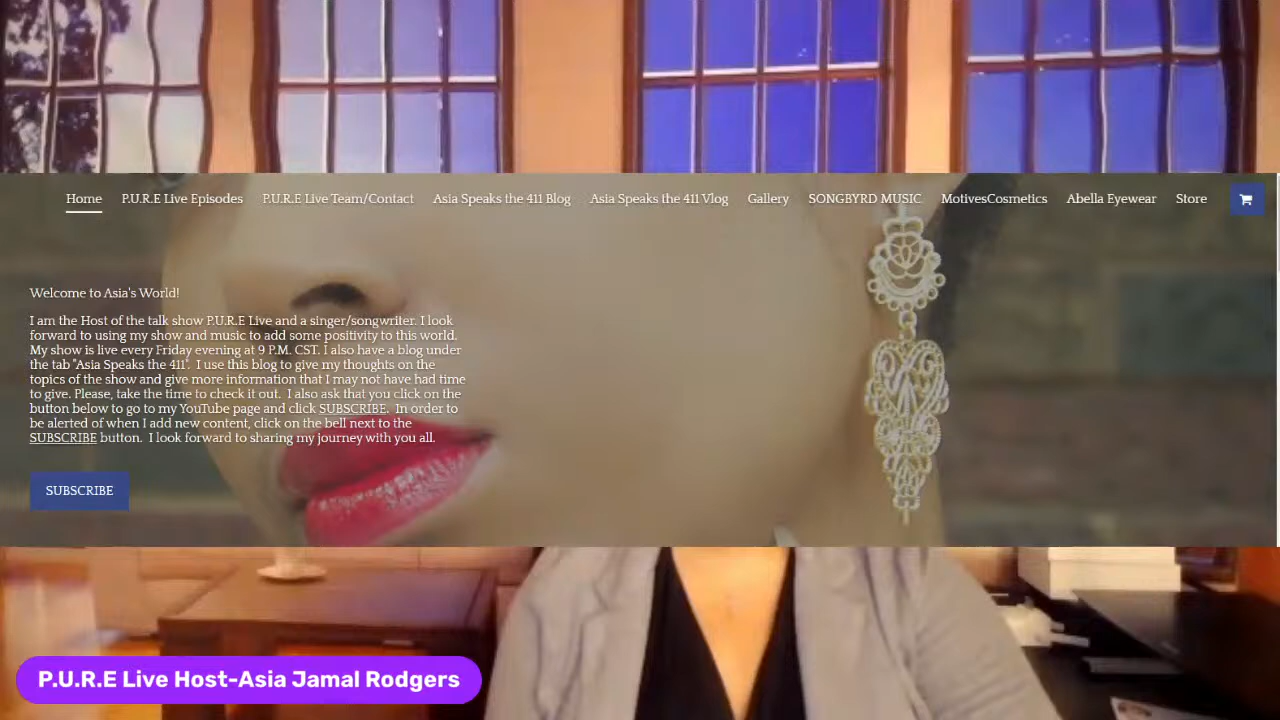 Home P.U.R.E Live Episodes P.U.R.E Live Team/Contact Asia Speaks the 411 Blog Asia Speaks the 411 Vlog Gallery SONGBYRD MUSIC MotivesCosmetics Abella Eyewear Store
Welcome to Asia's World!
I am the Host of the talk show P.U.R.E Live and a singer/songwriter. I look
forward to using my show and music to add some positivity to this world.
My show is live every Friday evening at 9 P.M. CST. I also have a blog under
the tab "Asia Speaks the 411". I use this blog to give my thoughts on the
topics of the show and give more information that I may not have had time
to give. Please, take the time to check it out. I also ask that you click on the
button below to go to my YouTube page and click SUBSCRIBE. In order to
be alerted of when I add new content, click on the bell next to the
SUBSCRIBE button. I look forward to sharing my journey with you all.
SUBSCRIBE
P.U.R.E Live Host-Asia Jamal Rodgers